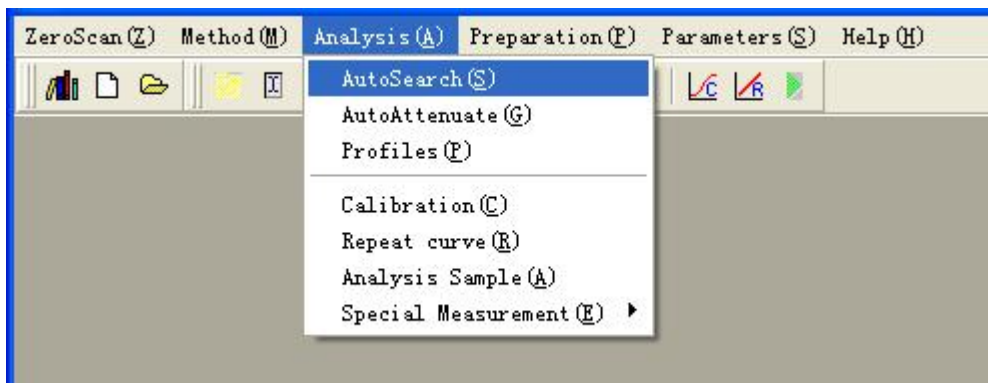 ZeroScan(Z) Method(M) Analysis(A) Preparation(P) Parameters(S) Help(H)
C R
AutoSearch(S)
AutoAttenuate(G)
Profiles(P)
Calibration(C)
Repeat curve(R)
Analysis Sample(A)
Special Measurement(E)